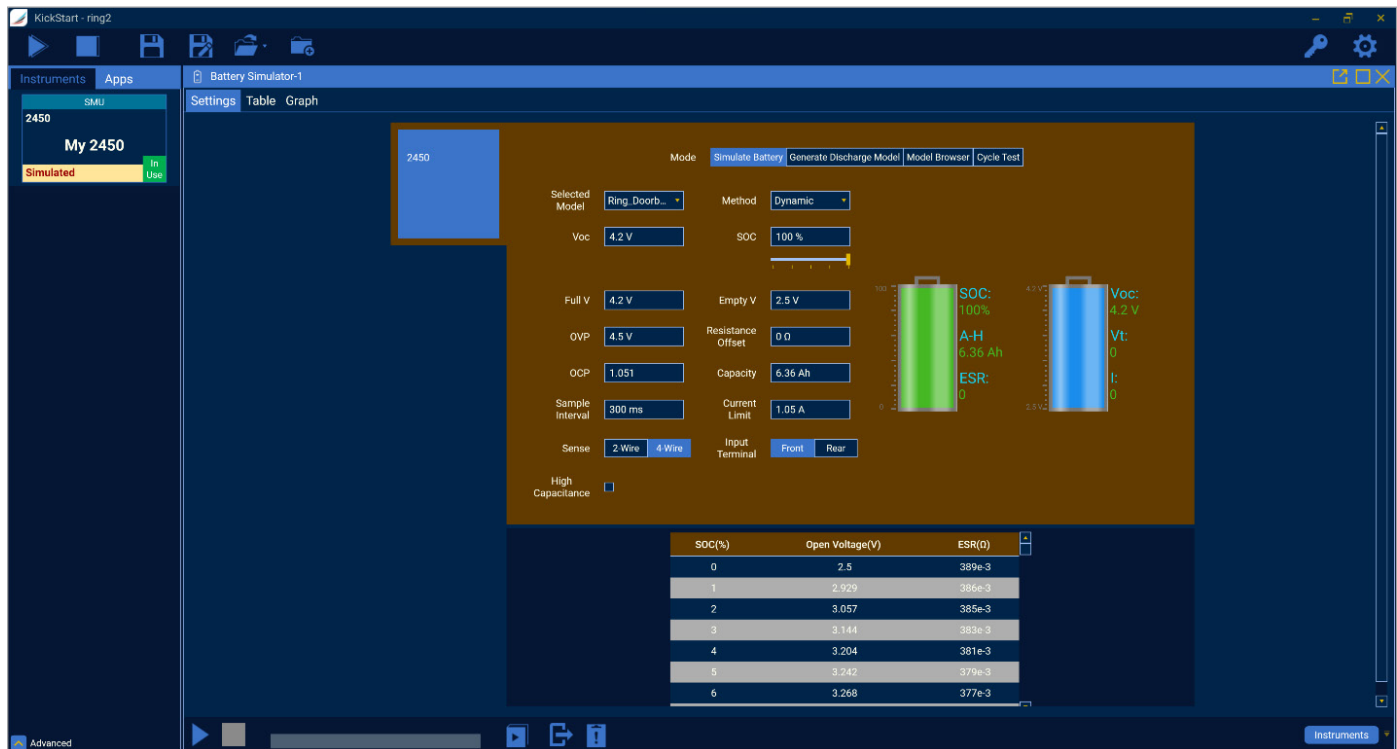 KickStart - ring2
Instruments Apps
SMU
2450
My 2450
Simulated
In Use
Advanced
Battery Simulator-1
Settings Table Graph
2450
Mode Simulate Battery Generate Discharge Model Model Browser Cycle Test
Selected Model Ring_Doorb... Method Dynamic
Voc 4.2 V SOC 100 %
Full V 4.2 V Empty V 2.5 V
OVP 4.5 V Resistance Offset 0 Ω
OCP 1.051 Capacity 6.36 Ah
Sample Interval 300 ms Current Limit 1.05 A
Sense 2-Wire 4-Wire Input Terminal Front Rear
High Capacitance
100
0
SOC:
100%
A-H
6.36 Ah
ESR:
0
4.2 V
2.5 V
Voc:
4.2 V
Vt:
0
I:
0
SOC(%) Open Voltage(V) ESR(Ω)
0 2.5 389e-3
1 2.929 386e-3
2 3.057 385e-3
3 3.144 383e-3
4 3.204 381e-3
5 3.242 379e-3
6 3.268 377e-3
Instruments